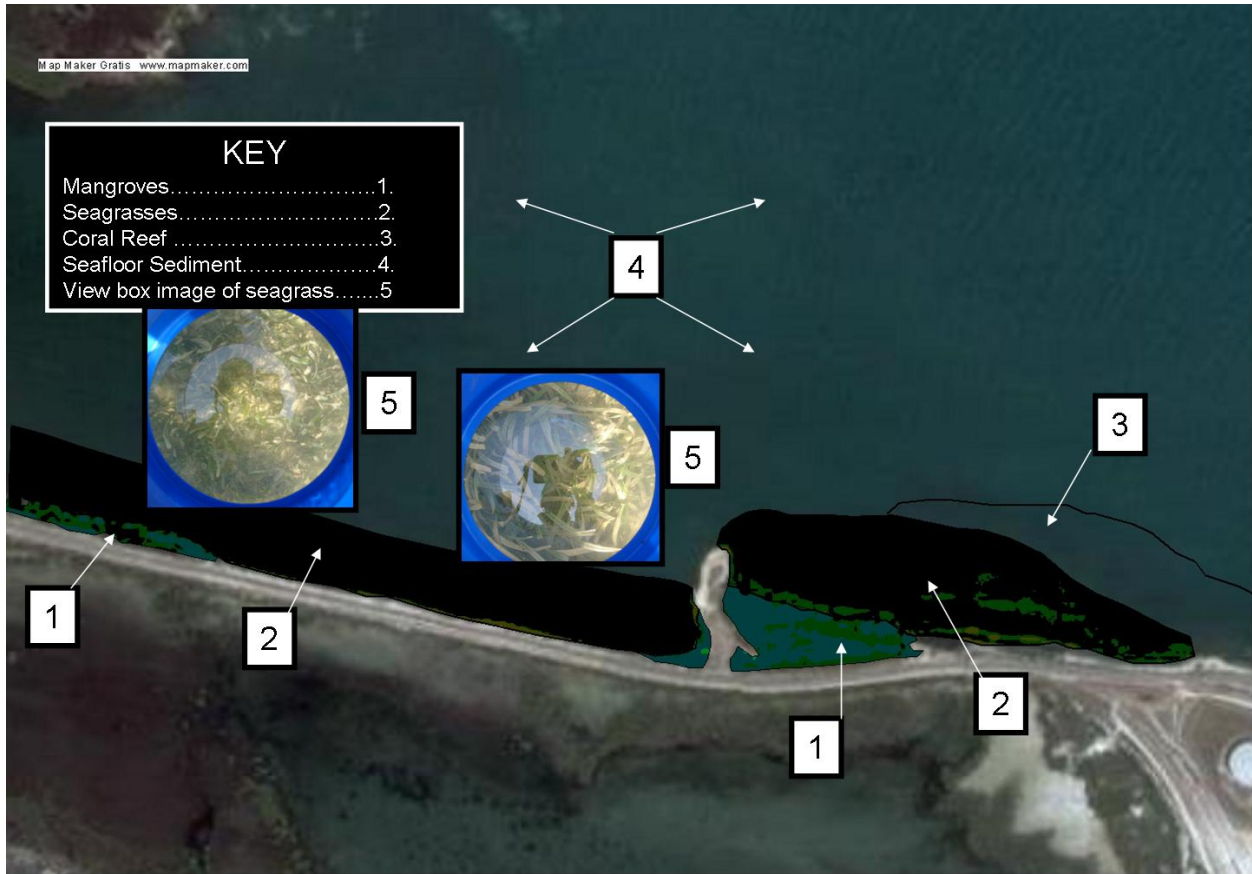 Map Maker Gratis www.mapmaker.com
KEY
Mangroves………………………..1.
Seagrasses……………………….2.
Coral Reef ……………………….3.
Seafloor Sediment………………4.
View box image of seagrass…....5
4
5
5
3
1
2
1
2